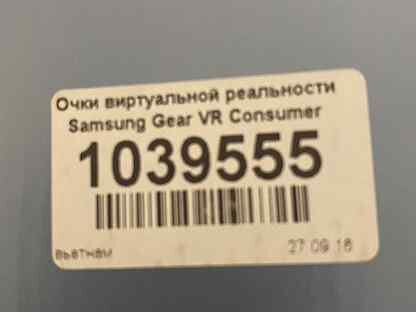 Очки виртуальной реальности
Samsung Gear VR Consumer
1039555
Вьетнам
27 09 16